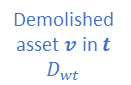 Demolished
asset v in t
D_wt